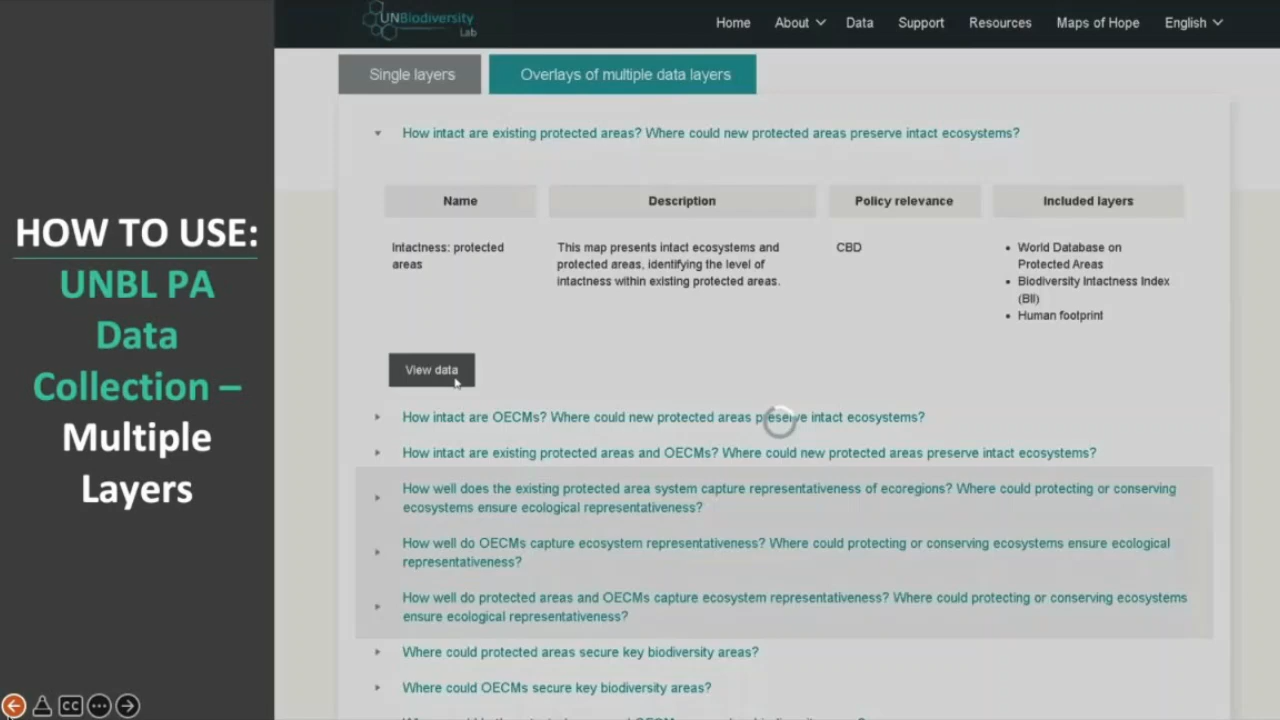 UNBiodiversity
Lab
Home
About
Data
Support
Resources
Maps of Hope
English
Single layers
Overlays of multiple data layers
How intact are existing protected areas? Where could new protected areas preserve intact ecosystems?
Name
Description
Policy relevance
Included layers
Intactness: protected
areas
This map presents intact ecosystems and
protected areas, identifying the level of
intactness within existing protected areas.
CBD
• World Database on
Protected Areas
• Biodiversity Intactness Index
(BII)
• Human footprint
View data
How intact are OECMs? Where could new protected areas preserve intact ecosystems?
How intact are existing protected areas and OECMs? Where could new protected areas preserve intact ecosystems?
How well does the existing protected area system capture representativeness of ecoregions? Where could protecting or conserving
ecosystems ensure ecological representativeness?
How well do OECMs capture ecosystem representativeness? Where could protecting or conserving ecosystems ensure ecological
representativeness?
How well do protected areas and OECMs capture ecosystem representativeness? Where could protecting or conserving ecosystems
ensure ecological representativeness?
Where could protected areas secure key biodiversity areas?
Where could OECMs secure key biodiversity areas?
HOW TO USE:
UNBL PA
Data
Collection –
Multiple
Layers
CC